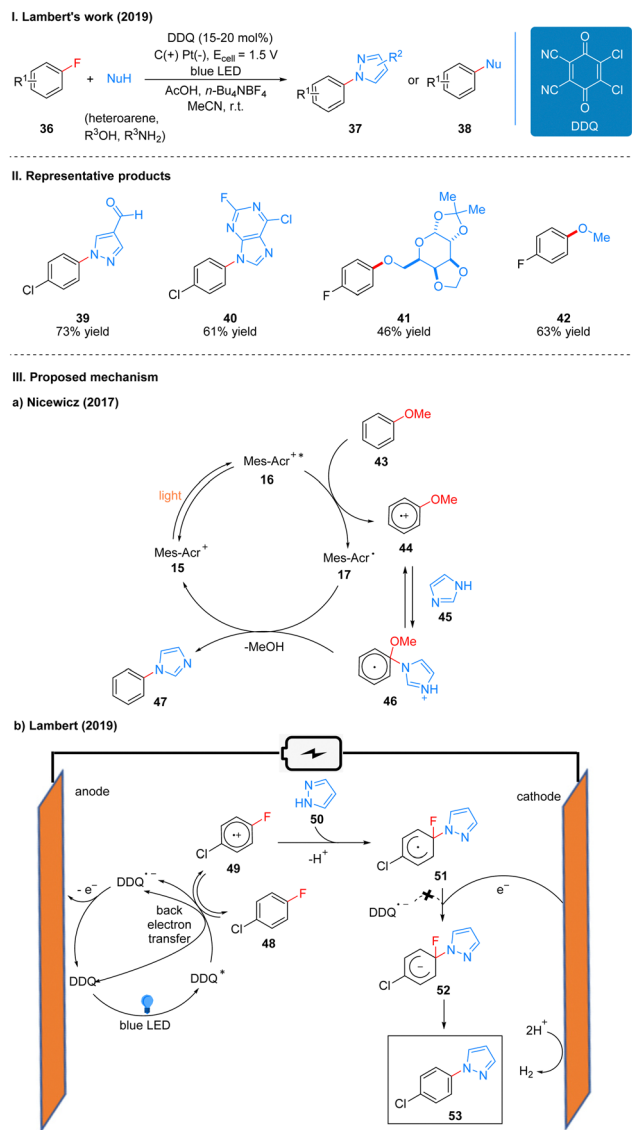 I. Lambert's work (2019)
R¹ F
36
+ NuH
(heteroarene,
R³OH, R³NH₂)
DDQ (15-20 mol%)
C(+) Pt(-), Ecell = 1.5 V
blue LED
AcOH, n-Bu₄NBF₄
MeCN, r.t.
R¹ N N R²
37
or
R¹ Nu
38
NC NC O O Cl Cl
DDQ
II. Representative products
O H N N Cl
39
73% yield
F N N Cl N N Cl
40
61% yield
Me Me O O O O O O F
41
46% yield
F O Me
42
63% yield
III. Proposed mechanism
a) Nicewicz (2017)
OMe
43
Mes-Acr⁺*
16
light
OMe
·+
44
Mes-Acr⁺
15
Mes-Acr·
17
N NH
45
-MeOH
OMe
· N NH +
46
N N
47
b) Lambert (2019)
anode
cathode
F
·+
Cl
49
HN N
50
-H⁺
F N N
·
Cl
51
- e⁻
DDQ·⁻
back
electron
transfer
F
Cl
48
DDQ·⁻
e⁻
DDQ
DDQ*
blue LED
F N N
−
Cl
52
2H⁺
H₂
N N
Cl
53